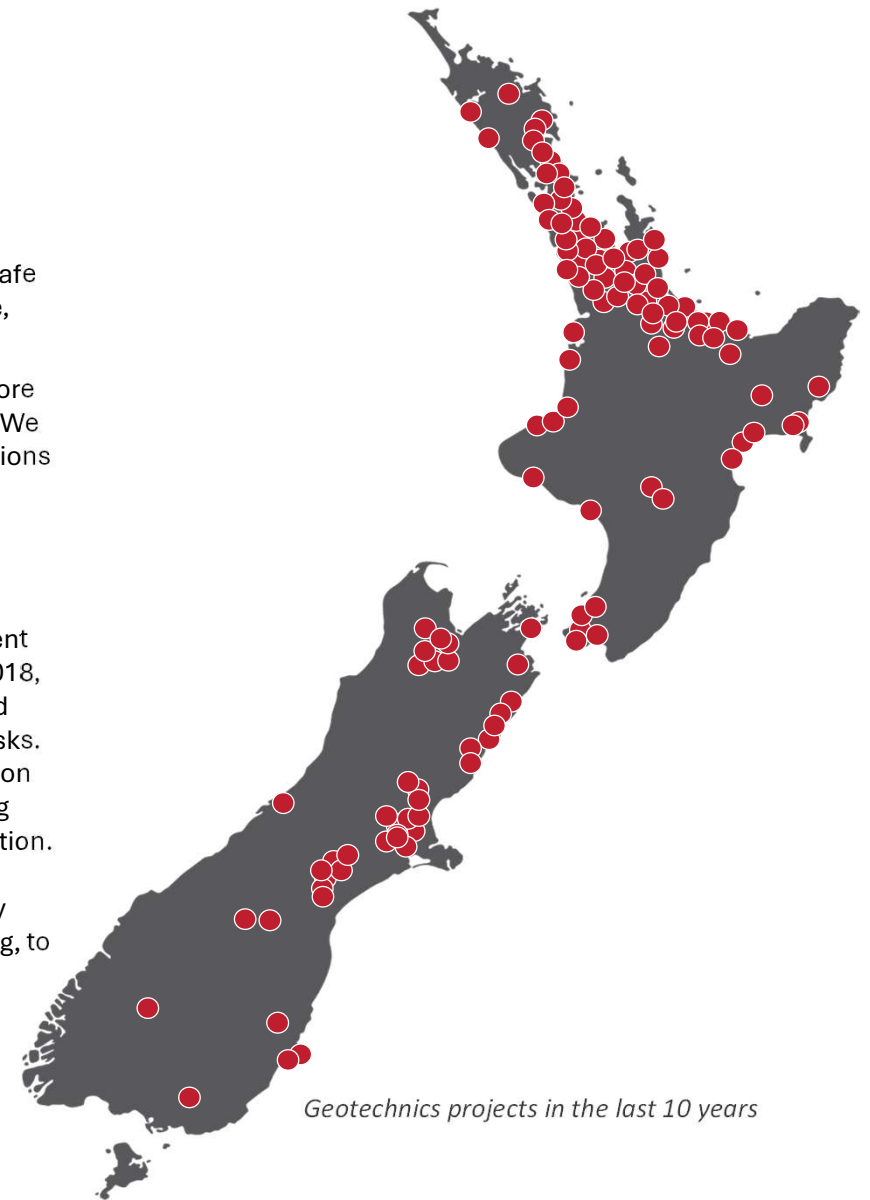 afe
e,
ore
We
ions
ent
018,
d
sks.
on
g
tion.
y
g, to
Geotechnics projects in the last 10 years